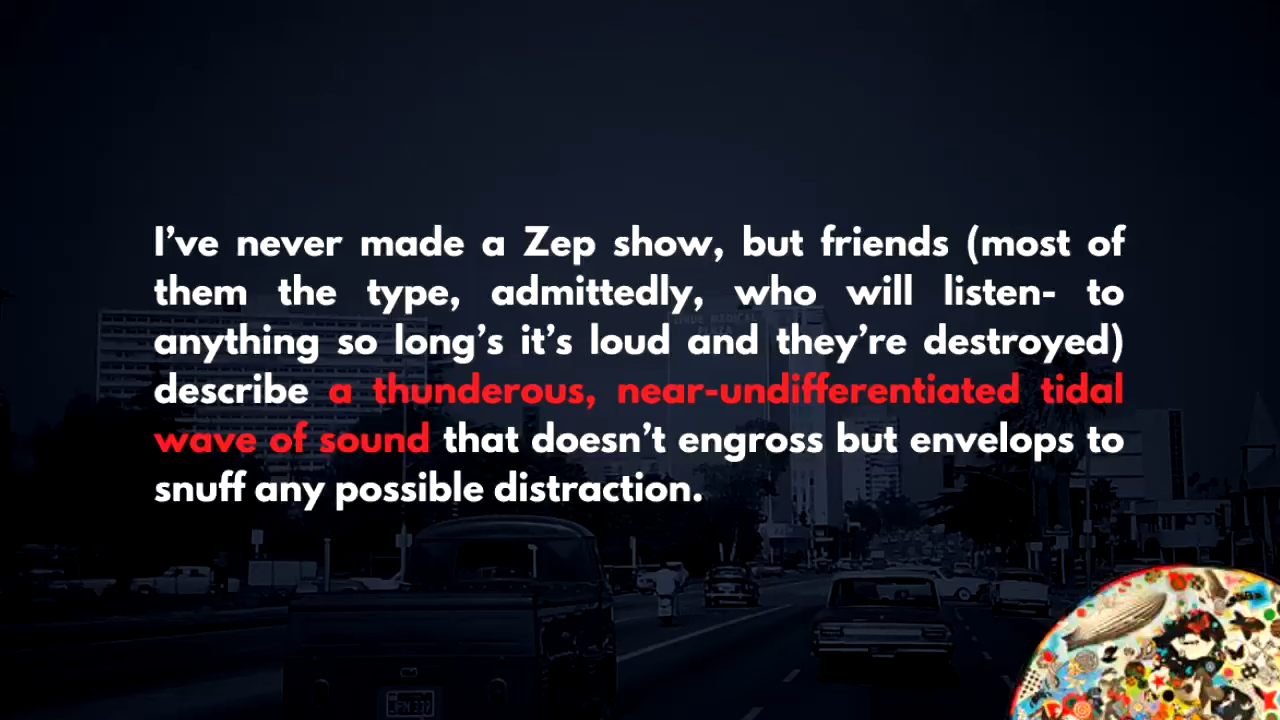 I’ve never made a Zep show, but friends (most of
them the type, admittedly, who will listen- to
anything so long’s it’s loud and they’re destroyed)
describe a thunderous, near-undifferentiated tidal
wave of sound that doesn’t engross but envelops to
snuff any possible distraction.